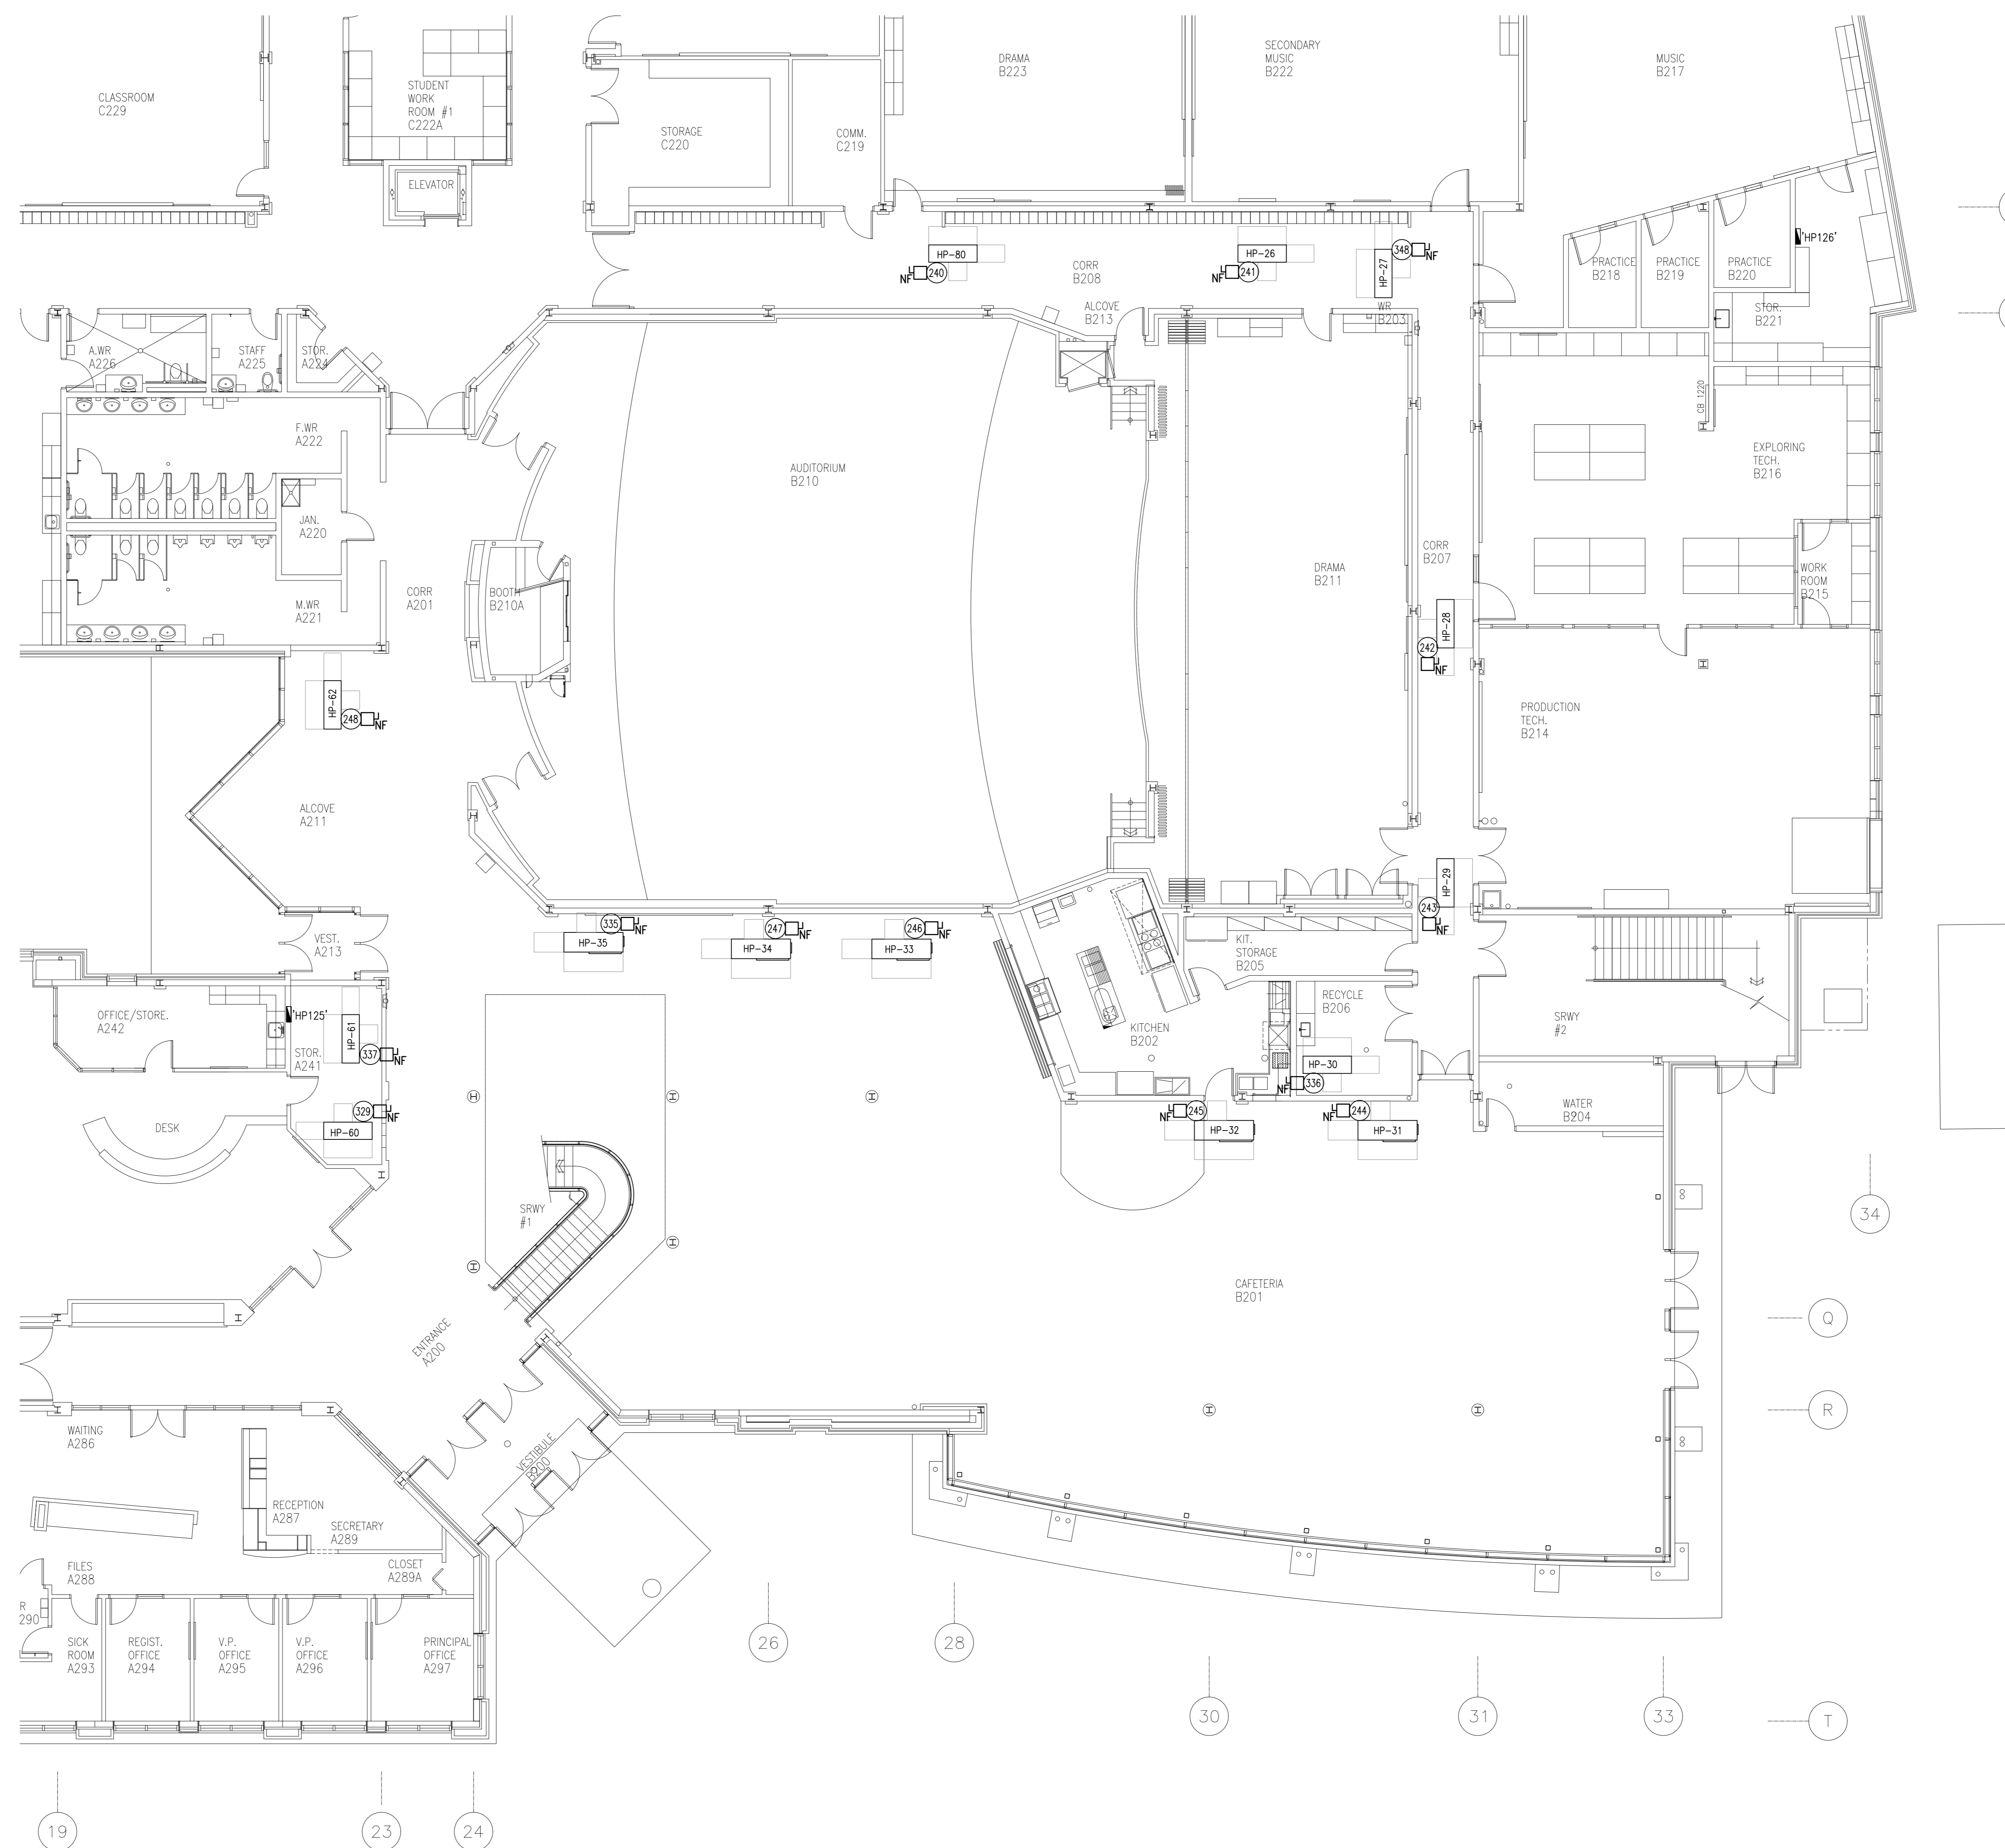 CLASSROOM
C229
STUDENT
WORK
ROOM #1
C222A
ELEVATOR
STORAGE
C220
COMM.
C219
DRAMA
B223
SECONDARY
MUSIC
B222
MUSIC
B217
HP-80
NF
240
CORR
B208
HP-26
NF
241
HP-27
348
NF
WR
B203
PRACTICE
B218
PRACTICE
B219
PRACTICE
B220
'HP126'
STOR.
B221
ALCOVE
B213
A.WR
A226
STAFF
A225
STOR.
A224
F.WR
A222
JAN.
A220
M.WR
A221
CORR
A201
BOOTH
B210A
AUDITORIUM
B210
DRAMA
B211
CORR
B207
CB 1220
EXPLORING
TECH.
B216
WORK
ROOM
B215
HP-28
242
NF
PRODUCTION
TECH.
B214
HP-62
248
NF
ALCOVE
A211
HP-29
243
NF
VEST.
A213
335
NF
HP-35
247
NF
HP-34
246
NF
HP-33
KIT.
STORAGE
B205
RECYCLE
B206
KITCHEN
B202
HP-30
NF
336
SRWY
#2
OFFICE/STORE.
A242
'HP125'
STOR.
A241
HP-61
337
NF
329
NF
HP-60
DESK
NF
245
HP-32
NF
244
HP-31
WATER
B204
SRWY
#1
CAFETERIA
B201
ENTRANCE
A200
VESTIBULE
B200
WAITING
A286
RECEPTION
A287
SECRETARY
A289
CLOSET
A289A
FILES
A288
R
290
SICK
ROOM
A293
REGIST.
OFFICE
A294
V.P.
OFFICE
A295
V.P.
OFFICE
A296
PRINCIPAL
OFFICE
A297
34
Q
R
26
28
30
31
33
T
19
23
24